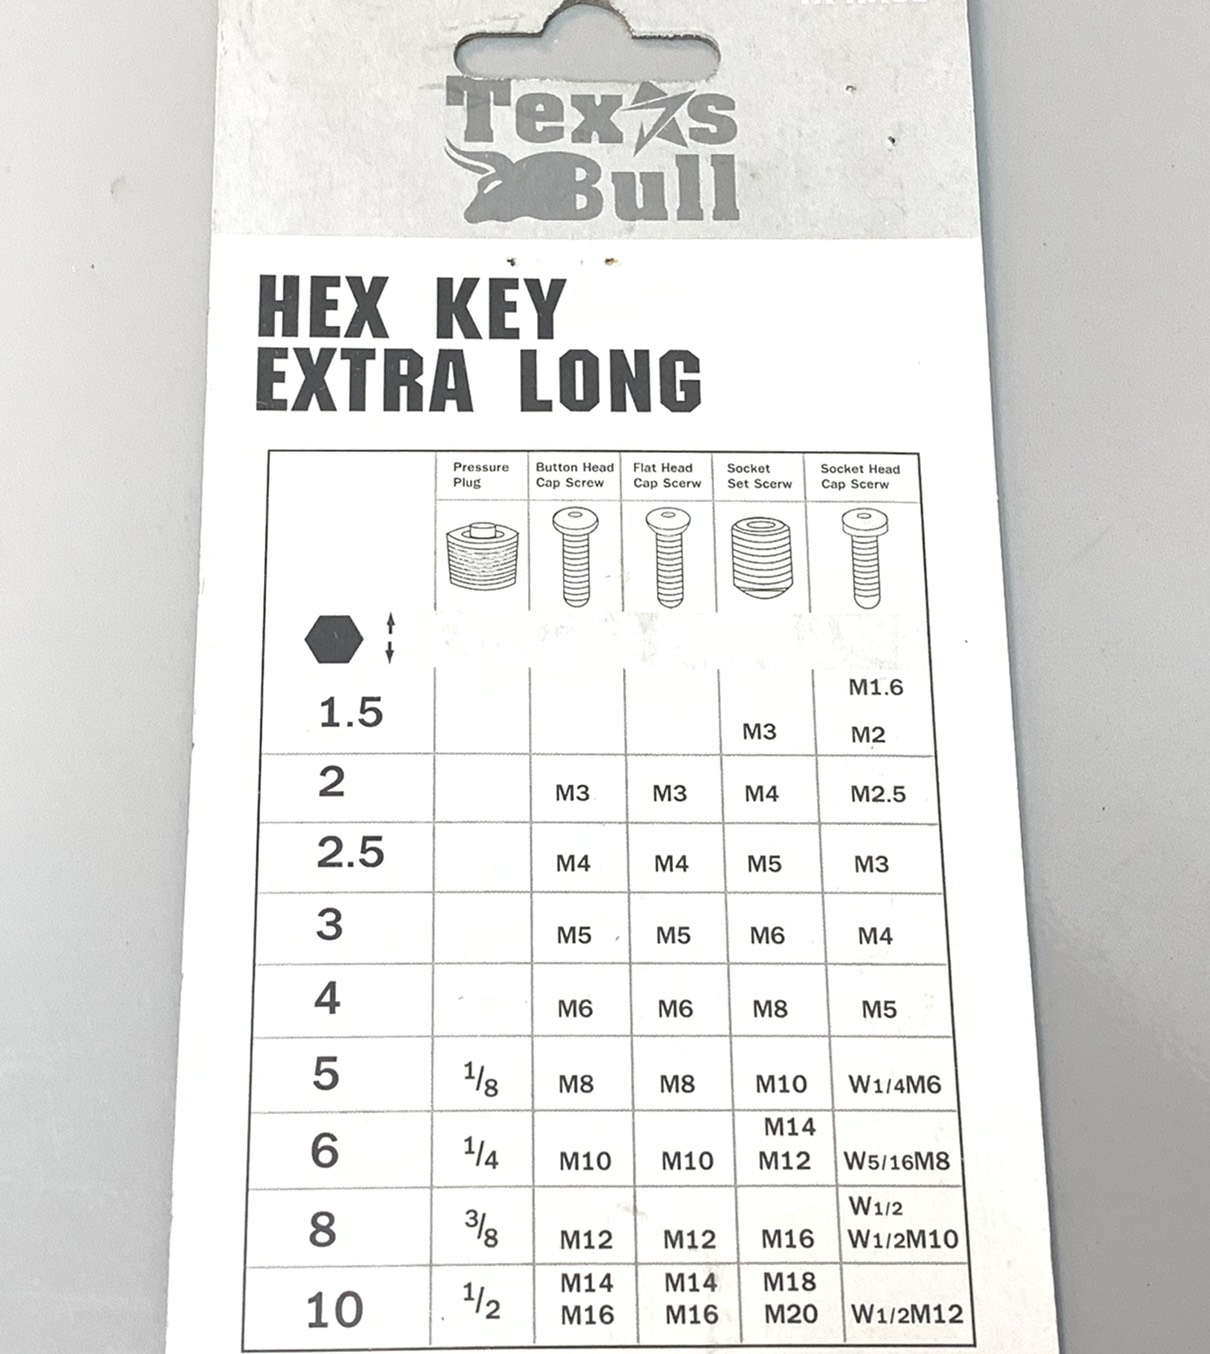 Texas
Bull
HEX KEY
EXTRA LONG
Pressure Plug Button Head Cap Screw Flat Head Cap Scerw Socket Set Scerw Socket Head Cap Scerw
M1.6
1.5 M3 M2
2 M3 M3 M4 M2.5
2.5 M4 M4 M5 M3
3 M5 M5 M6 M4
4 M6 M6 M8 M5
5 1/8 M8 M8 M10 W1/4M6
M14
6 1/4 M10 M10 M12 W5/16M8
W1/2
8 3/8 M12 M12 M16 W1/2M10
M14 M14 M18
10 1/2 M16 M16 M20 W1/2M12